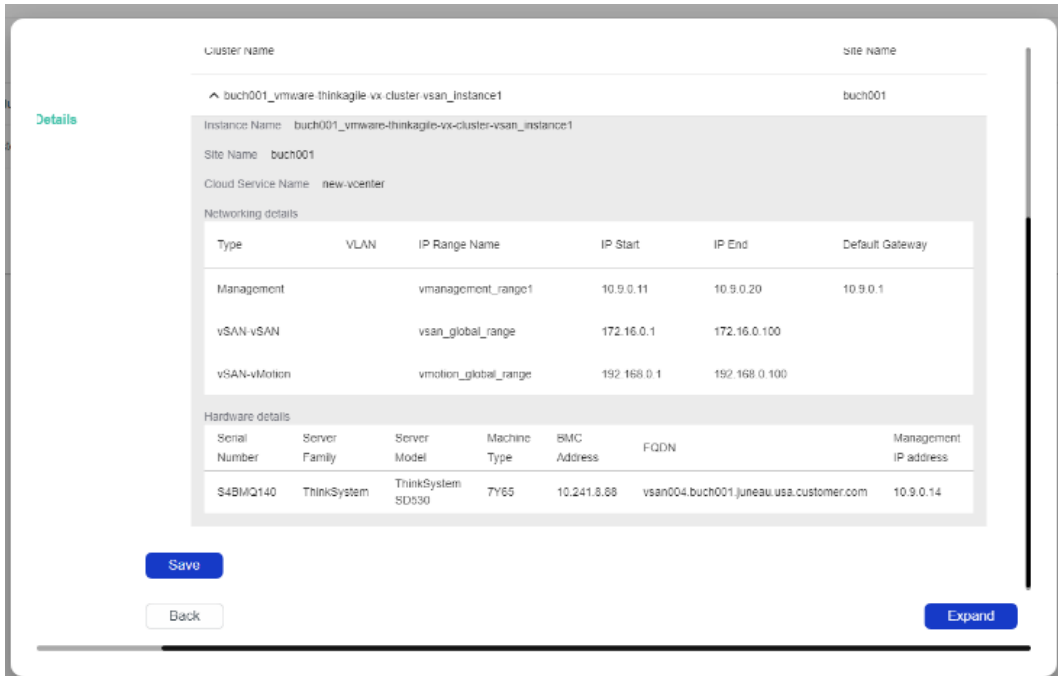 Cluster Name Site Name
buch001_vmware-thinkagile-vx-cluster-vsan_instance1 buch001
Details
Instance Name buch001_vmware-thinkagile-vx-cluster-vsan_instance1
Site Name buch001
Cloud Service Name new-vcenter
Networking details
Type VLAN IP Range Name IP Start IP End Default Gateway
Management vmanagement_range1 10.9.0.11 10.9.0.20 10.9.0.1
vSAN-vSAN vsan_global_range 172.16.0.1 172.16.0.100
vSAN-vMotion vmotion_global_range 192.168.0.1 192.168.0.100
Hardware details
Serial Number Server Family Server Model Machine Type BMC Address FQDN Management IP address
S4BMQ140 ThinkSystem ThinkSystem SD530 7Y65 10.241.8.88 vsan004.buch001.juneau.usa.customer.com 10.9.0.14
Save
Back Expand